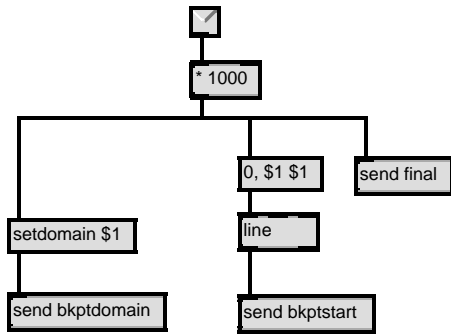 * 1000
0, $1 $1
send final
setdomain $1
line
send bkptdomain
send bkptstart